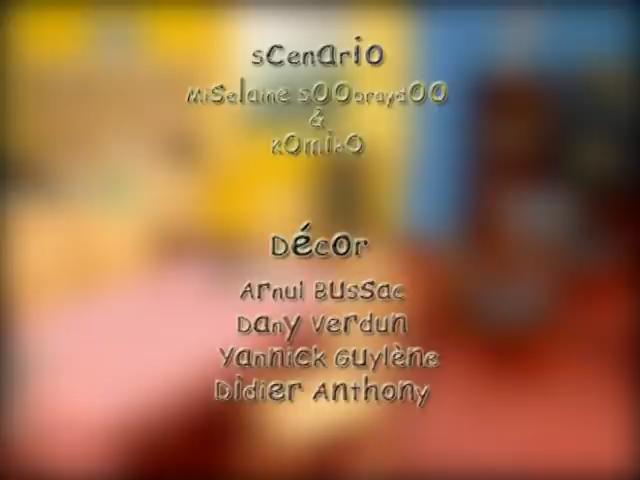 sCenario
MiSelaine sOObraydOO
&
KOmikO
Décor
Arnul BuSsac
Dany Verdun
Yannick Guylène
Didier Anthony